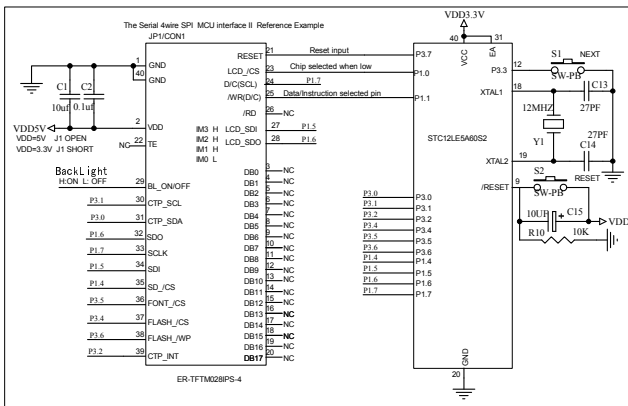 The Serial 4wire SPI MCU interface II Reference Example
JP1/CON1
VDD3.3V
1 GND
40 GND
C1 C2
10uf 0.1uf
VDD5V
2 VDD
VDD=5V J1 OPEN
VDD=3.3V J1 SHORT
NC 22 TE
BackLight
H:ON L: OFF
29 BL_ON/OFF
P3.1 30 CTP_SCL
P3.0 31 CTP_SDA
P1.6 32 SDO
P1.7 33 SCLK
P1.5 34 SDI
P1.4 35 SD_/CS
P3.5 36 FONT_/CS
P3.4 37 FLASH_/CS
P3.6 38 FLASH_/WP
P3.2 39 CTP_INT
RESET 21 Reset input
LCD_/CS 23 Chip selected when low
D/C(SCL) 24 P1.7
/WR(D/C) 25 Data/Instruction selected pin
/RD 26 NC
IM3 H LCD_SDI 27 P1.5
IM2 H LCD_SDO 28 P1.6
IM1 H
IM0 L
DB0 3 NC
DB1 4 NC
DB2 5 NC
DB3 6 NC
DB4 7 NC
DB5 8 NC
DB6 9 NC
DB7 10 NC
DB8 11 NC
DB9 12 NC
DB10 13 NC
DB11 14 NC
DB12 15 NC
DB13 16 NC
DB14 17 NC
DB15 18 NC
DB16 19 NC
DB17 20 NC
ER-TFTM028IPS-4
40 VCC
31 EA
P3.7
P1.0
P1.1
STC12LE5A60S2
P3.0 P3.0
P3.1 P3.1
P3.2 P3.2
P3.4 P3.4
P3.5 P3.5
P3.6 P3.6
P1.4 P1.4
P1.5 P1.5
P1.6 P1.6
P1.7 P1.7
GND
20
P3.3 12
XTAL1 18
XTAL2 19
/RESET 9
S1 NEXT
SW-PB
C13
27PF
12MHZ
Y1
27PF
C14
RESET
S2
SW-PB
10UF + C15
VDD
R10 10K